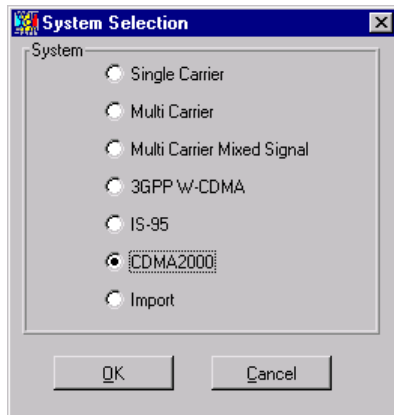 System Selection
System
Single Carrier
Multi Carrier
Multi Carrier Mixed Signal
3GPP W-CDMA
IS-95
CDMA2000
Import
OK Cancel